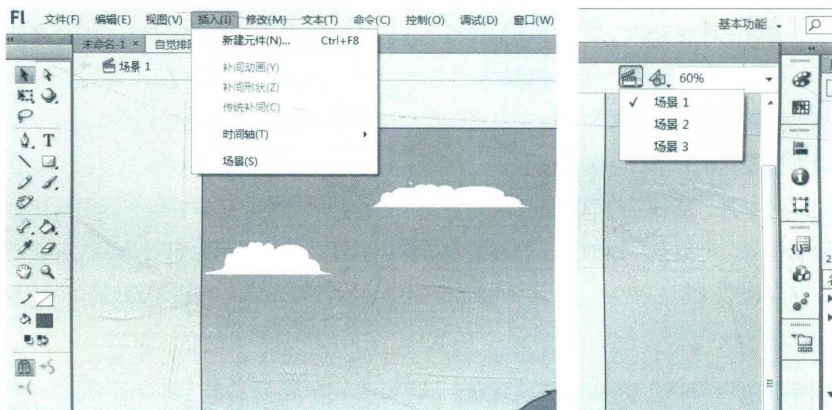 Fl 文件(F) 编辑(E) 视图(V) 插入(I) 修改(M) 文本(T) 命令(C) 控制(O) 调试(D) 窗口(W)
未命名-1 × 自觉排
场景 1
新建元件(N)... Ctrl+F8
补间动画(Y)
补间形状(Z)
传统补间(C)
时间轴(T)
场景(S)
基本功能
60%
✓ 场景 1
场景 2
场景 3